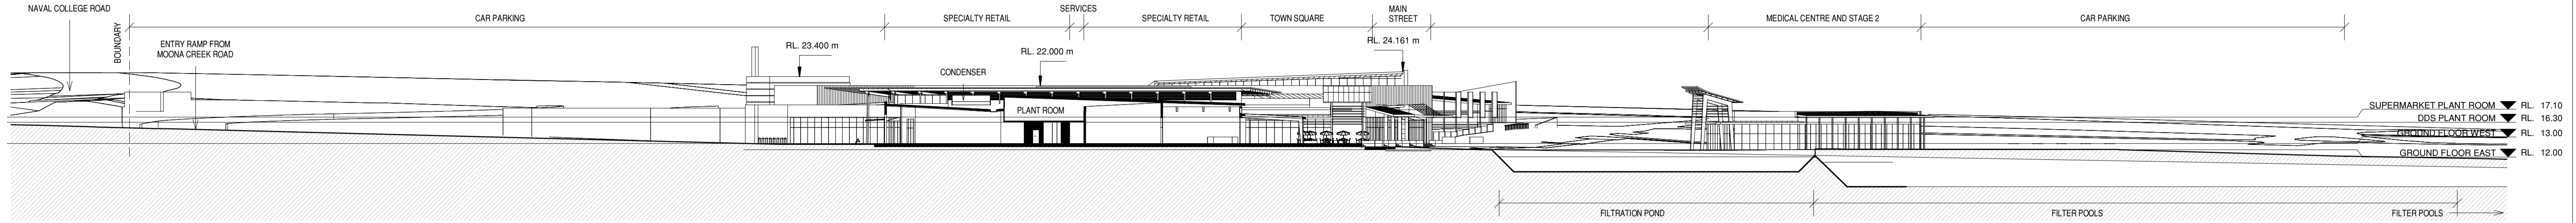 NAVAL COLLEGE ROAD
BOUNDARY
CAR PARKING
SPECIALTY RETAIL
SERVICES
SPECIALTY RETAIL
TOWN SQUARE
MAIN
STREET
MEDICAL CENTRE AND STAGE 2
CAR PARKING
ENTRY RAMP FROM
MOONA CREEK ROAD
RL. 23.400 m
RL. 22.000 m
RL. 24.161 m
CONDENSER
PLANT ROOM
SUPERMARKET PLANT ROOM RL. 17.10
DDS PLANT ROOM RL. 16.30
GROUND FLOOR WEST RL. 13.00
GROUND FLOOR EAST RL. 12.00
FILTRATION POND
FILTER POOLS
FILTER POOLS